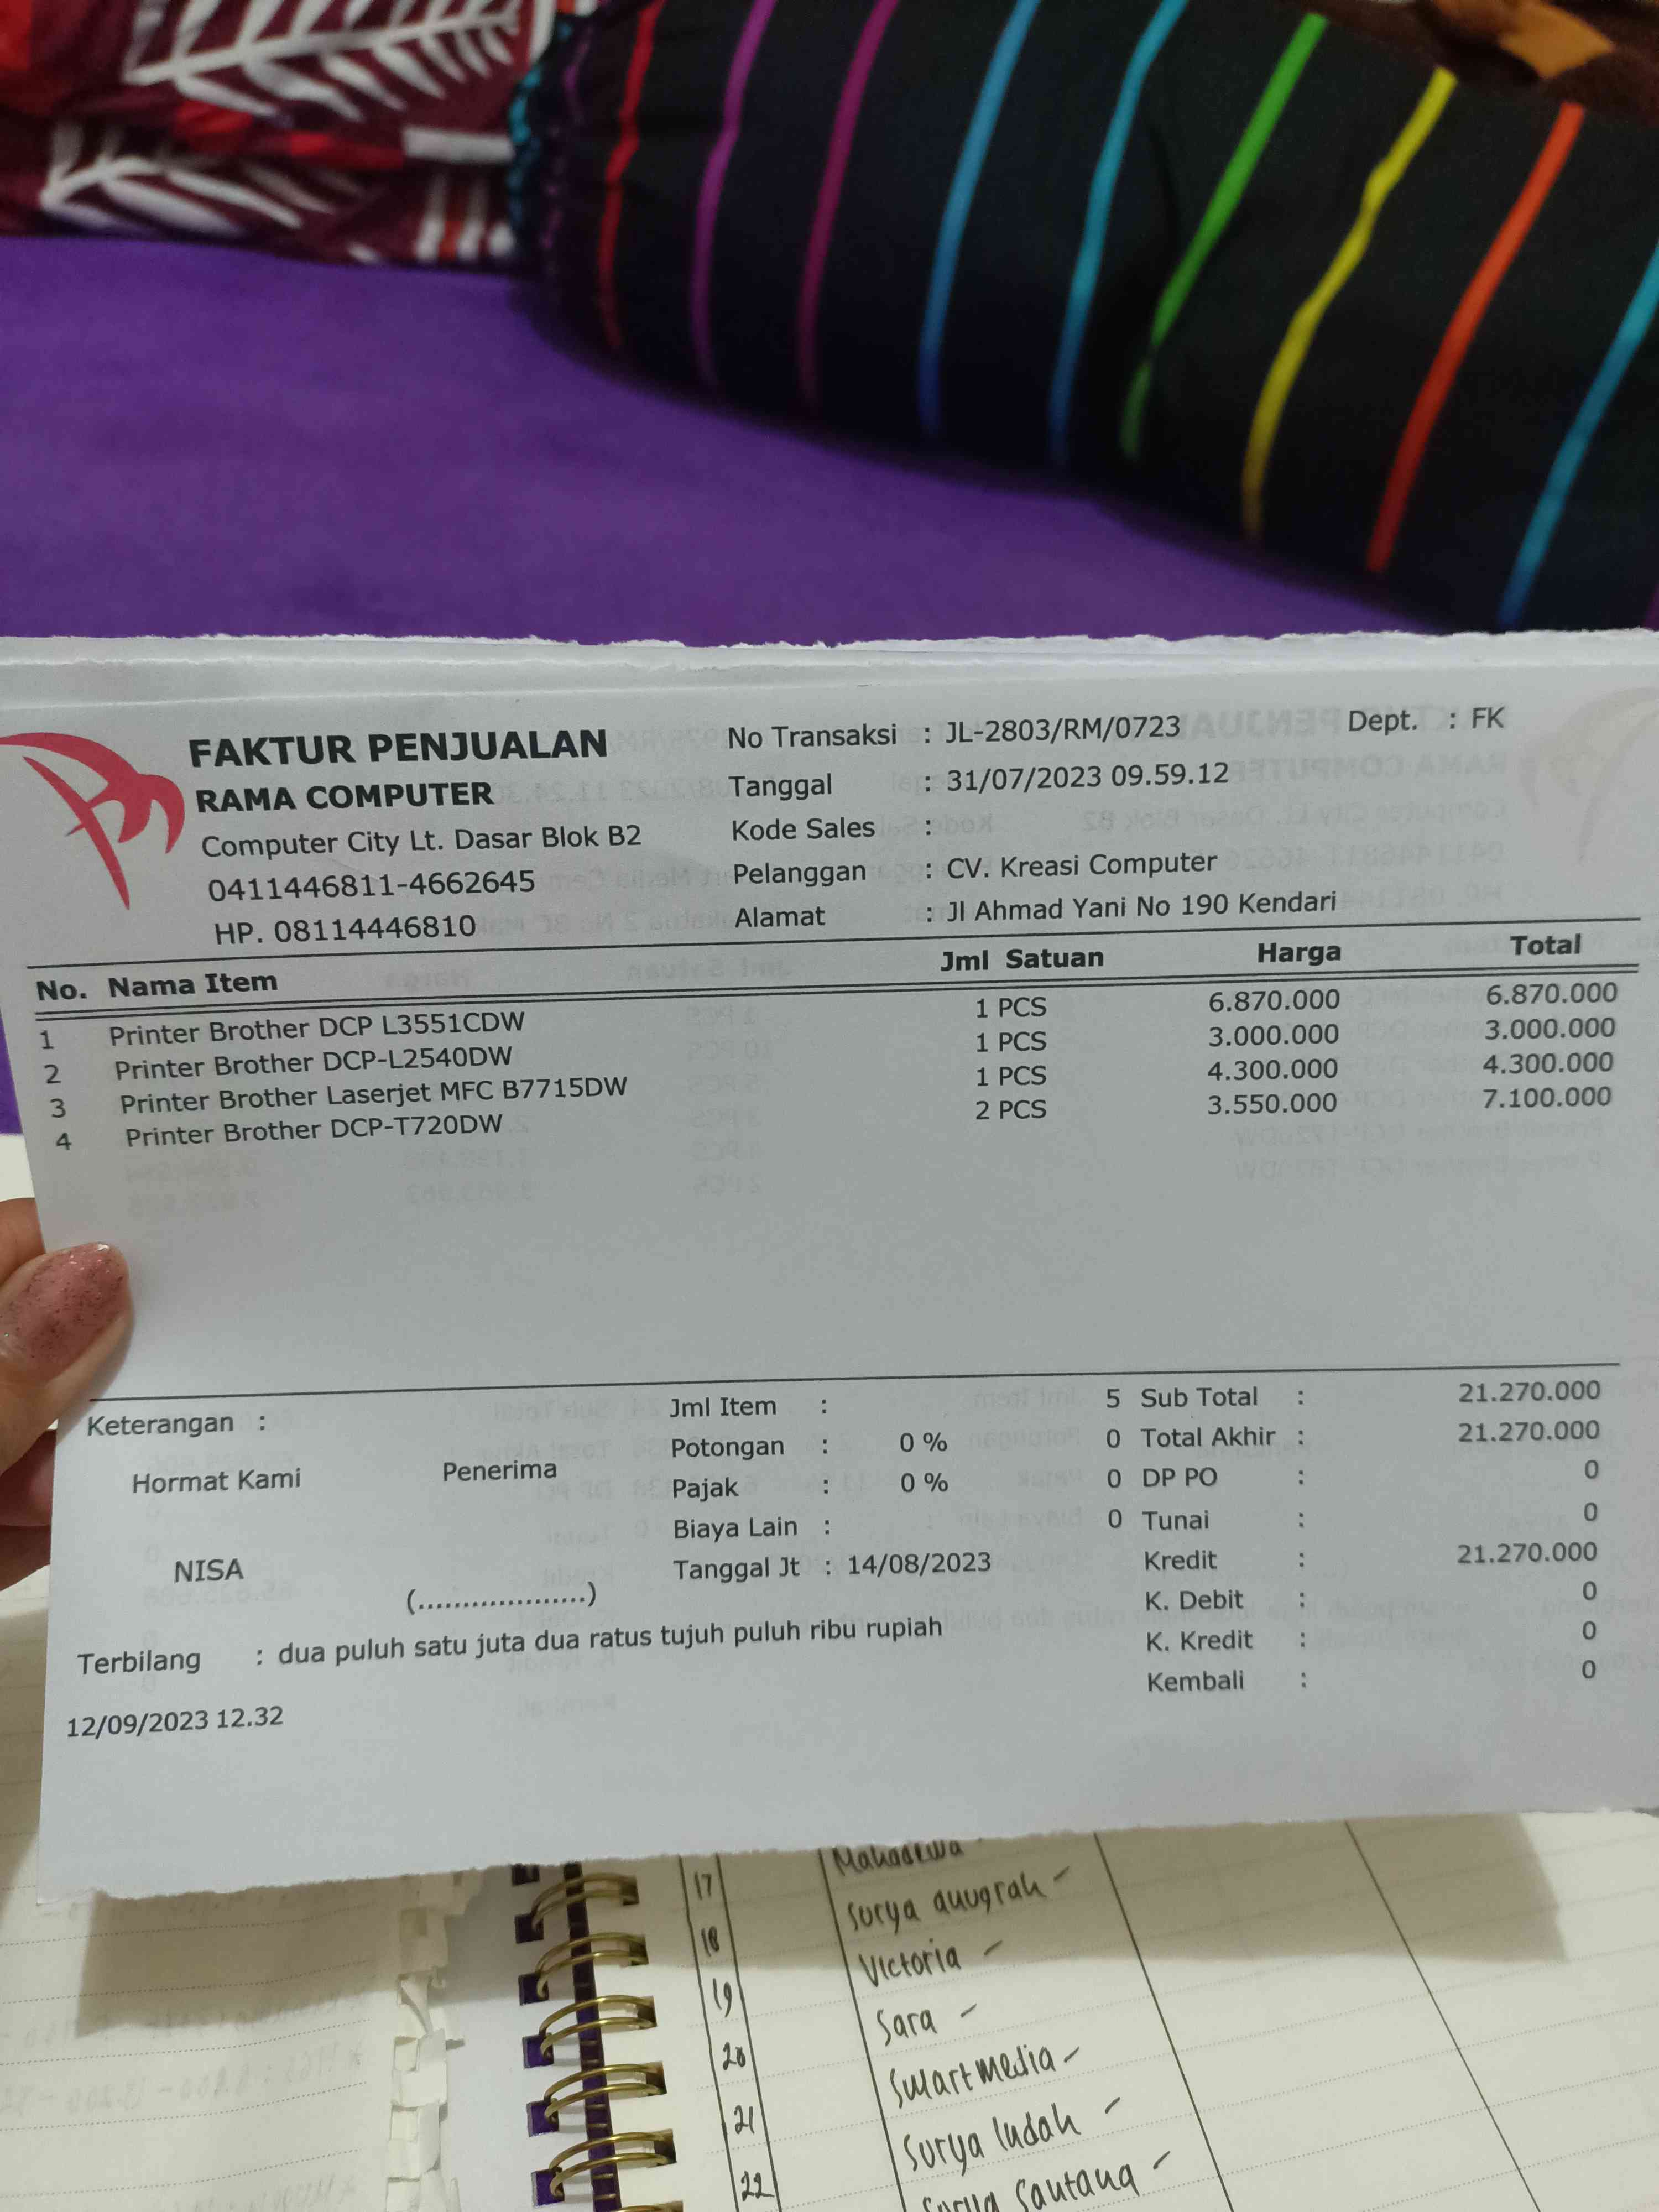 FAKTUR PENJUALAN
RAMA COMPUTER
Computer City Lt. Dasar Blok B2
0411446811-4662645
HP. 08114446810
No Transaksi : JL-2803/RM/0723
Dept. : FK
Tanggal : 31/07/2023 09.59.12
Kode Sales :
Pelanggan : CV. Kreasi Computer
Alamat : Jl Ahmad Yani No 190 Kendari
No. Nama Item Jml Satuan Harga Total
1 Printer Brother DCP L3551CDW 1 PCS 6.870.000 6.870.000
2 Printer Brother DCP-L2540DW 1 PCS 3.000.000 3.000.000
3 Printer Brother Laserjet MFC B7715DW 1 PCS 4.300.000 4.300.000
4 Printer Brother DCP-T720DW 2 PCS 3.550.000 7.100.000
Keterangan :
Hormat Kami Penerima
NISA (...................)
Jml Item : 5
Potongan : 0 % 0
Pajak : 0 % 0
Biaya Lain : 0
Tanggal Jt : 14/08/2023
Sub Total : 21.270.000
Total Akhir : 21.270.000
DP PO : 0
Tunai : 0
Kredit : 21.270.000
K. Debit : 0
K. Kredit : 0
Kembali : 0
Terbilang : dua puluh satu juta dua ratus tujuh puluh ribu rupiah
12/09/2023 12.32
Mahadewa
17 Surya anugrah -
18 Victoria -
19 Sara -
20 Smartmedia -
21 Surya Indah -
22 Surya Santana -